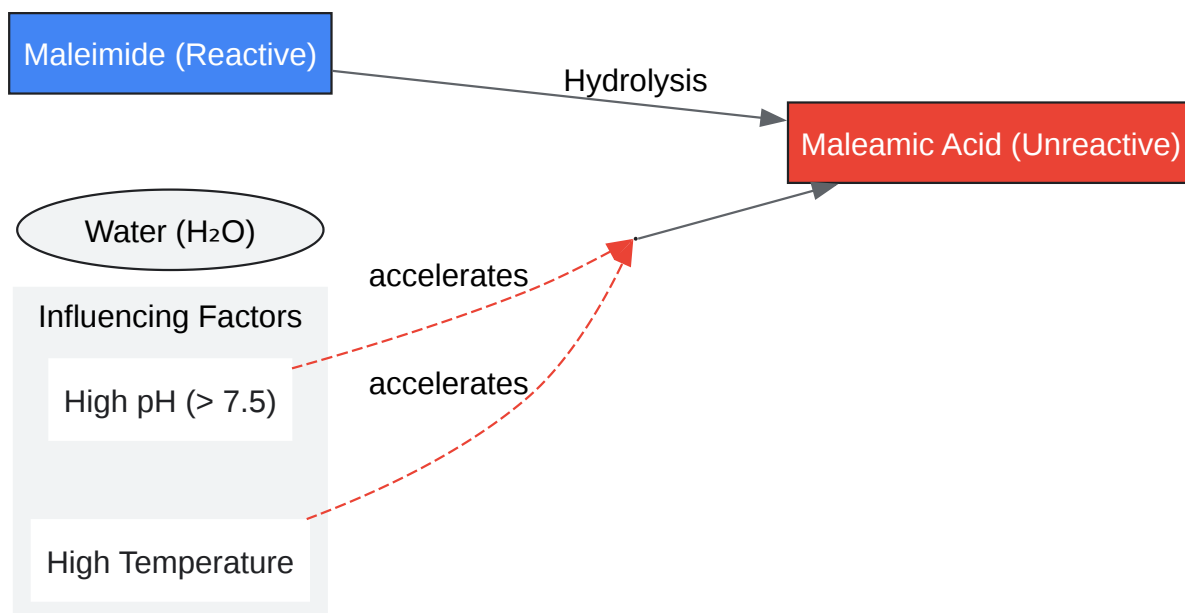 Maleimide (Reactive)
Hydrolysis
Maleamic Acid (Unreactive)
Water (H₂O)
accelerates
Influencing Factors
High pH (> 7.5)
accelerates
High Temperature